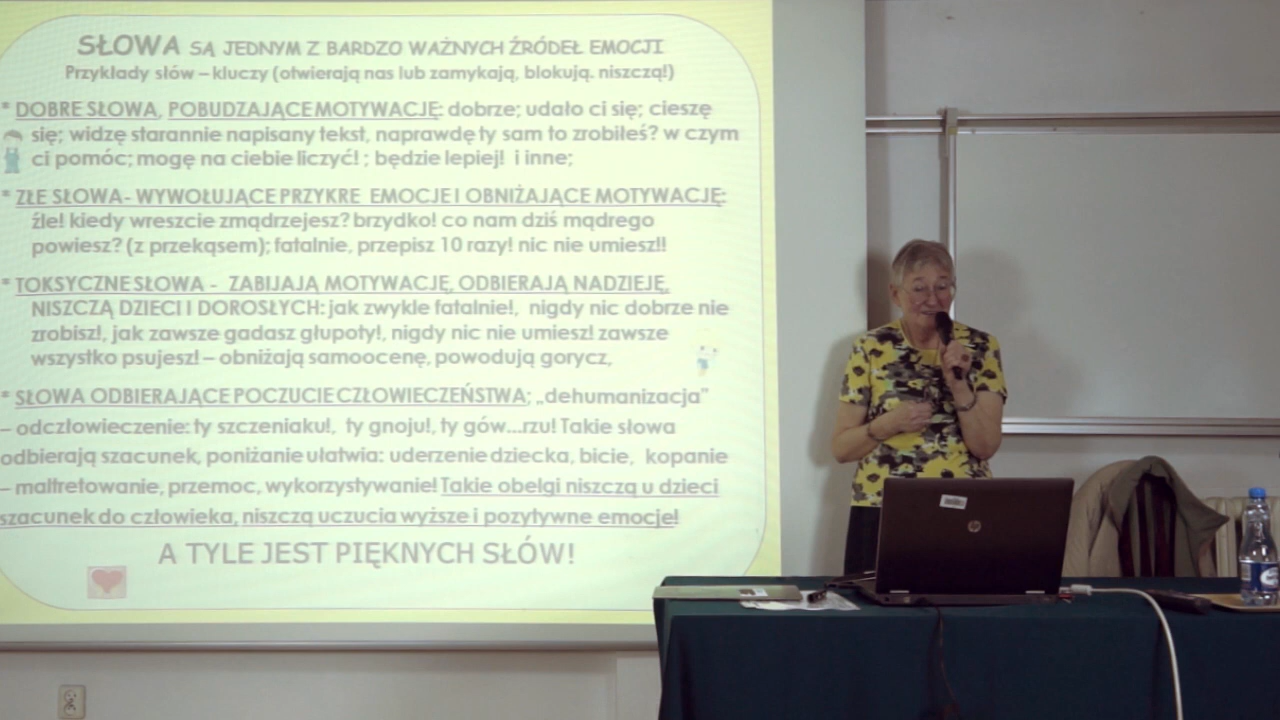 SŁOWA SĄ JEDNYM Z BARDZO WAŻNYCH ŹRÓDEŁ EMOCJI
Przykłady słów – kluczy (otwierają nas lub zamykają, blokują. niszczą!)
* DOBRE SŁOWA, POBUDZAJĄCE MOTYWACJĘ: dobrze; udało ci się; cieszę
się; widzę starannie napisany tekst, naprawdę ty sam to zrobiłeś? w czym
ci pomóc; mogę na ciebie liczyć! ; będzie lepiej! i inne;
* ZŁE SŁOWA- WYWOŁUJĄCE PRZYKRE EMOCJE I OBNIŻAJĄCE MOTYWACJĘ:
źle! kiedy wreszcie zmądrzejesz? brzydko! co nam dziś mądrego
powiesz? (z przekąsem); fatalnie, przepisz 10 razy! nic nie umiesz!!
* TOKSYCZNE SŁOWA - ZABIJAJĄ MOTYWACJĘ, ODBIERAJĄ NADZIEJĘ,
NISZCZĄ DZIECI I DOROSŁYCH: jak zwykle fatalnie!, nigdy nic dobrze nie
zrobisz!, jak zawsze gadasz głupoty!, nigdy nic nie umiesz! zawsze
wszystko psujesz! – obniżają samoocenę, powodują gorycz,
* SŁOWA ODBIERAJĄCE POCZUCIE CZŁOWIECZEŃSTWA; „dehumanizacja"
– odczłowieczenie: ty szczeniaku!, ty gnoju!, ty gów...rzu! Takie słowa
odbierają szacunek, poniżanie ułatwia: uderzenie dziecka, bicie, kopanie
– maltretowanie, przemoc, wykorzystywanie! Takie obelgi niszczą u dzieci
szacunek do człowieka, niszczą uczucia wyższe i pozytywne emocje!
A TYLE JEST PIĘKNYCH SŁÓW!
hp